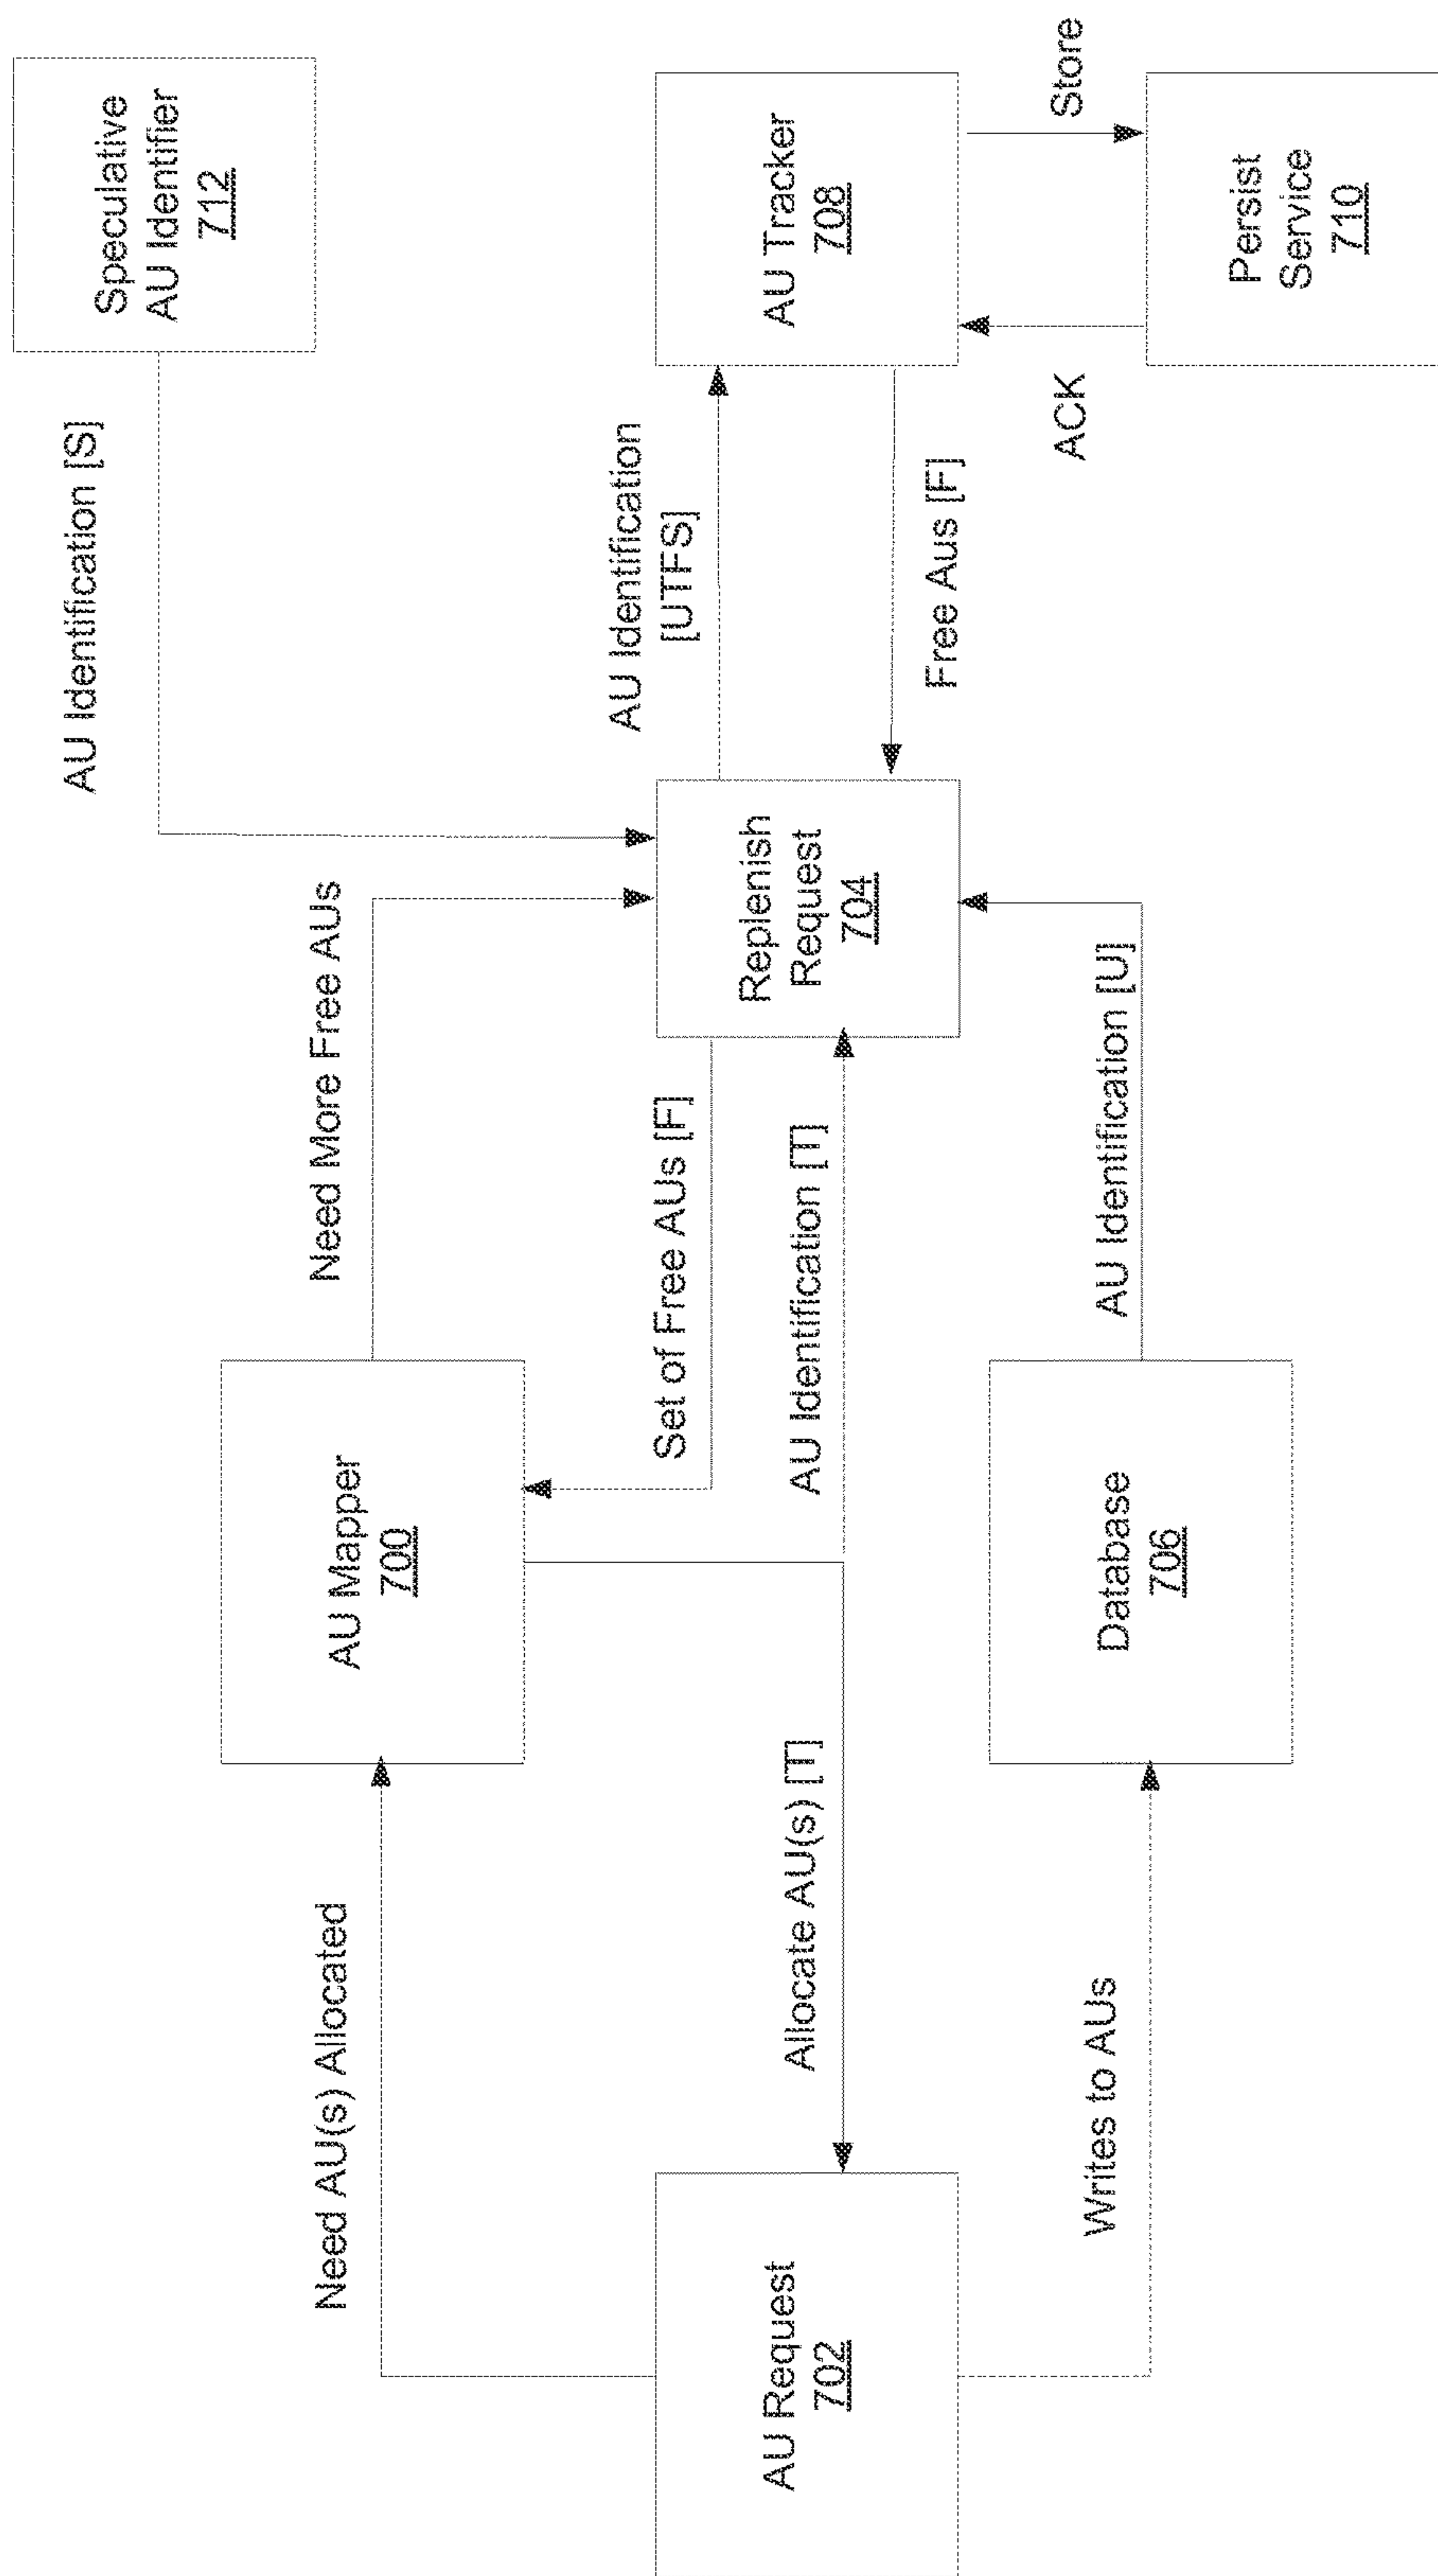 Need AU(s) Allocated
AU Mapper
700
Need More Free AUs
AU Identification [S]
Speculative
AU Identifier
712
AU Request
702
Allocate AU(s) [T]
Set of Free AUs [F]
AU Identification [T]
Replenish
Request
704
AU Identification
[UTFS]
Free Aus [F]
AU Tracker
708
Writes to AUs
Database
706
AU Identification [U]
ACK
Store
Persist
Service
710